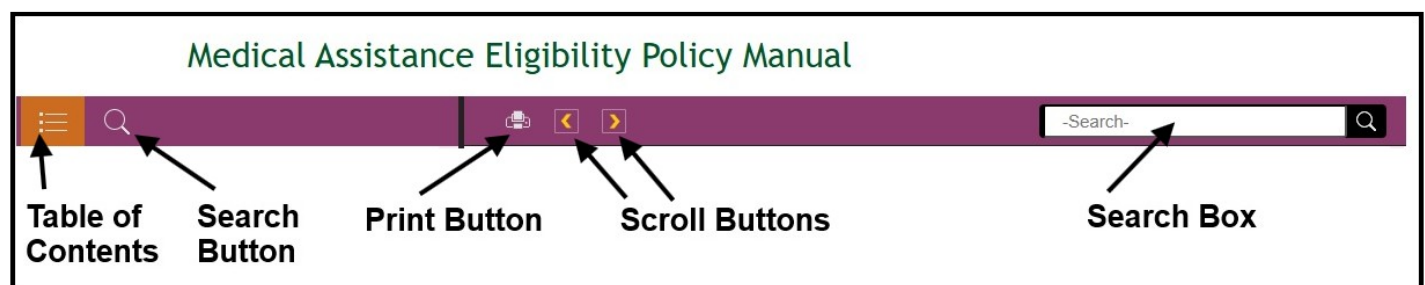 Medical Assistance Eligibility Policy Manual
-Search-
Table of
Contents
Search
Button
Print Button
Scroll Buttons
Search Box